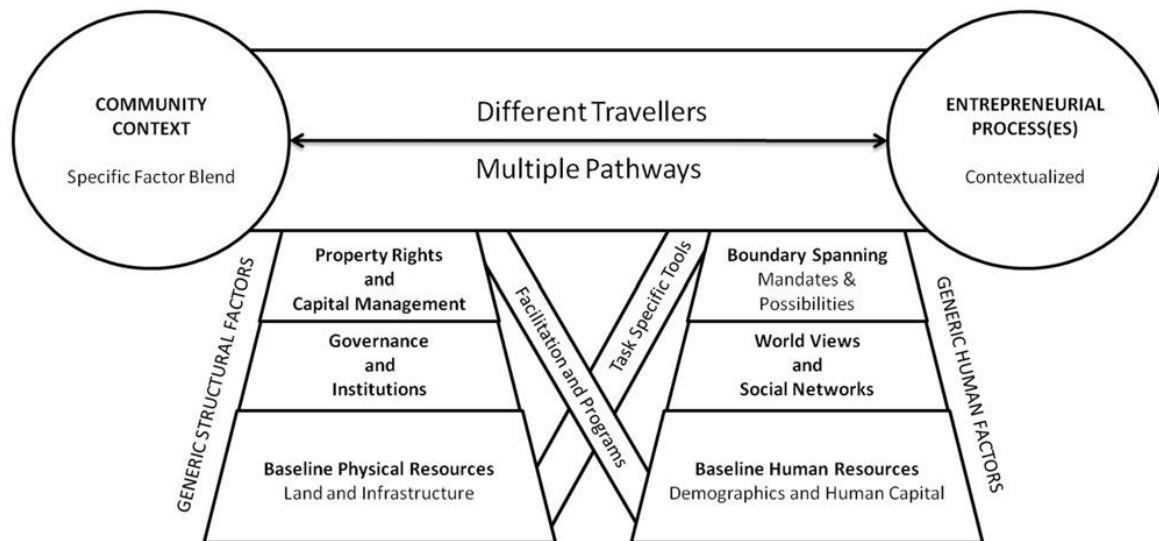 COMMUNITY
CONTEXT
Specific Factor Blend
Different Travellers
Multiple Pathways
ENTREPRENEURIAL
PROCESS(ES)
Contextualized
GENERIC STRUCTURAL FACTORS
Property Rights
and
Capital Management
Governance
and
Institutions
Baseline Physical Resources
Land and Infrastructure
Facilitation and Programs
Task Specific Tools
Boundary Spanning
Mandates &
Possibilities
World Views
and
Social Networks
Baseline Human Resources
Demographics and Human Capital
GENERIC HUMAN FACTORS